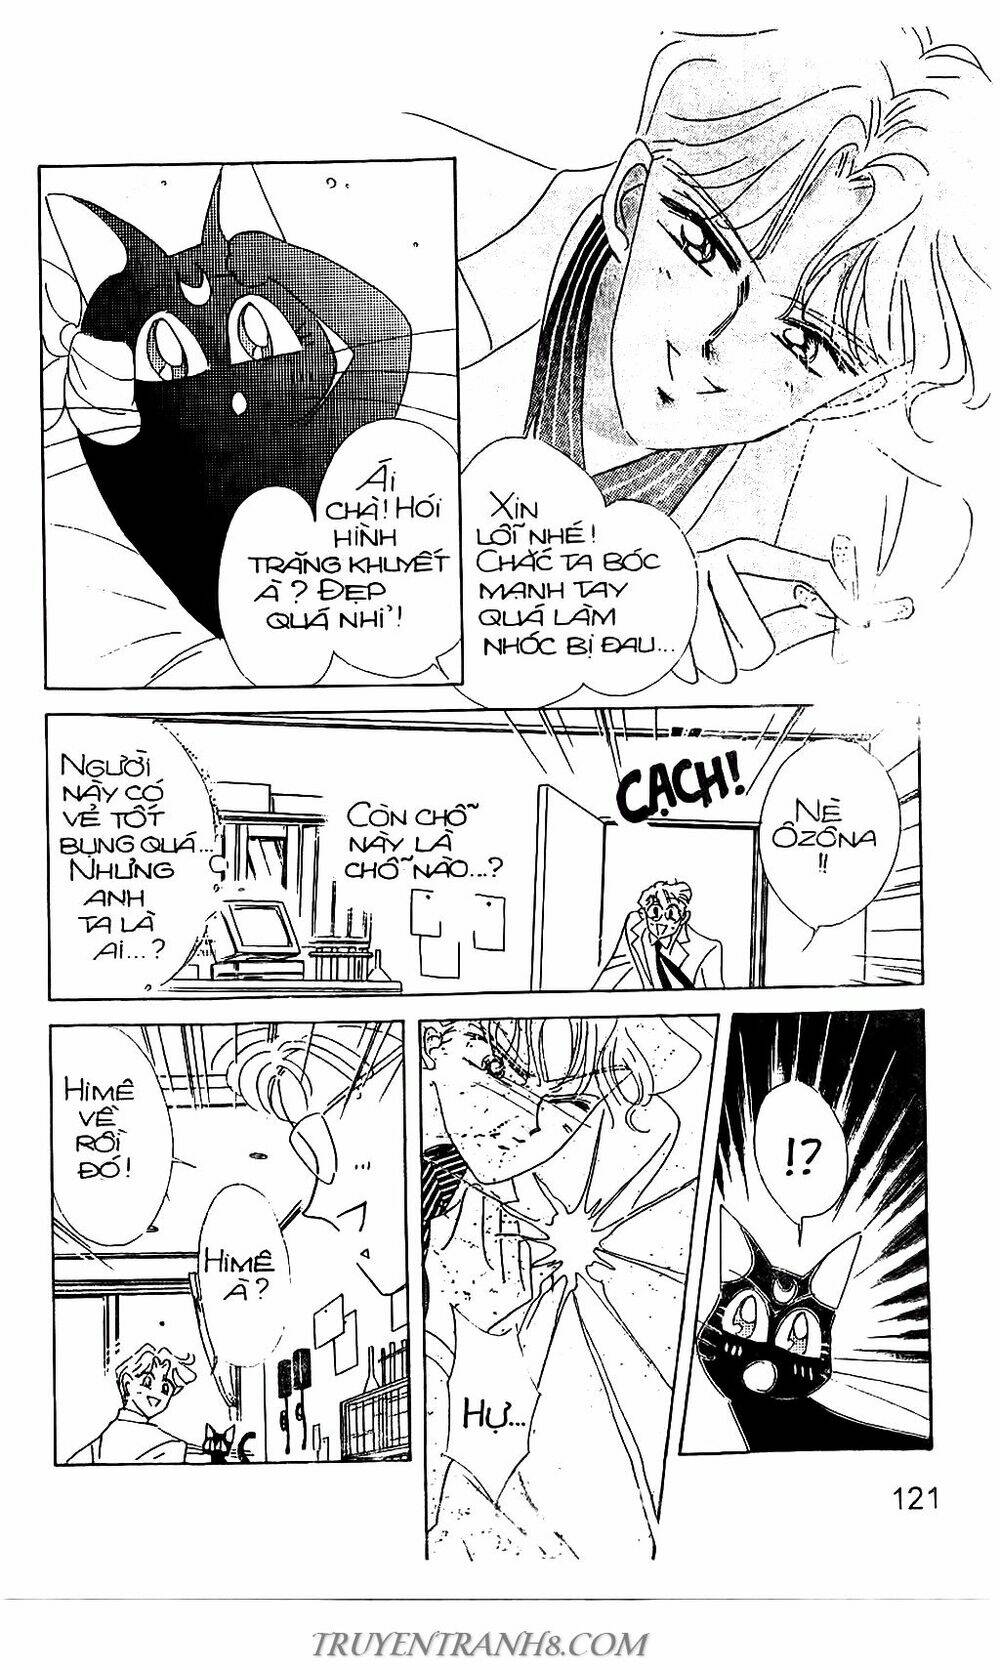 XIN
LỖI NHÉ!
CHẮC TA BÓC
MẠNH TAY
QUÁ LÀM
NHÓC BỊ ĐAU...
ÁI
CHÀ! HÓI
HÌNH
TRĂNG KHUYẾT
À? ĐẸP
QUÁ NHỈ!
NGƯỜI
NÀY CÓ
VẺ TỐT
BỤNG QUÁ...
NHƯNG
ANH
TA LÀ
AI...?
CÒN CHỖ
NÀY LÀ
CHỖ NÀO...?
CẠCH!
NÈ
ÔZÔNA
!!
HIMÊ
VỀ
RỒI
ĐÓ!
HIMÊ
À?
HỰ...
!?
121
TRUYENTRANH8.COM